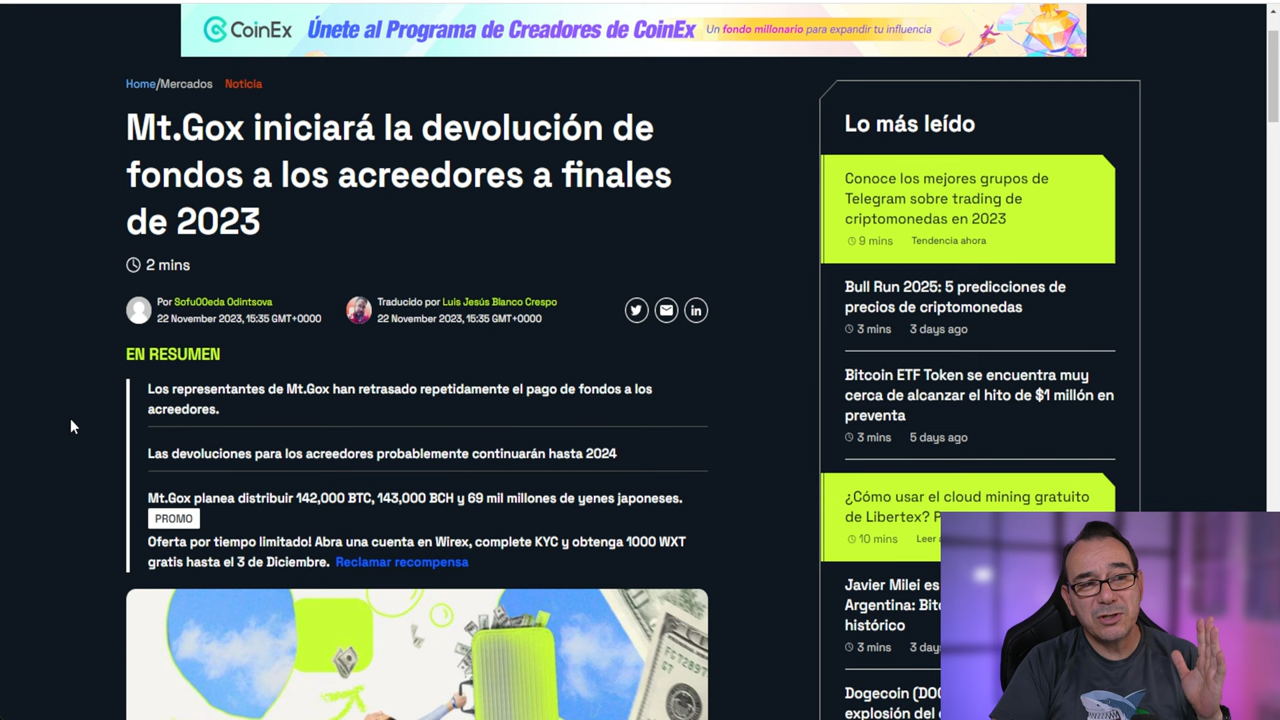 CoinEx Únete al Programa de Creadores de CoinEx Un fondo millonario para expandir tu influencia
Home/Mercados Noticia
Mt.Gox iniciará la devolución de
fondos a los acreedores a finales
de 2023
2 mins
Por Sofu00eda Odintsova
22 November 2023, 15:35 GMT+0000
Traducido por Luis Jesús Blanco Crespo
22 November 2023, 15:35 GMT+0000
EN RESUMEN
Los representantes de Mt.Gox han retrasado repetidamente el pago de fondos a los
acreedores.
Las devoluciones para los acreedores probablemente continuarán hasta 2024
Mt.Gox planea distribuir 142,000 BTC, 143,000 BCH y 69 mil millones de yenes japoneses.
PROMO
Oferta por tiempo limitado! Abra una cuenta en Wirex, complete KYC y obtenga 1000 WXT
gratis hasta el 3 de Diciembre. Reclamar recompensa
Lo más leído
Conoce los mejores grupos de
Telegram sobre trading de
criptomonedas en 2023
9 mins Tendencia ahora
Bull Run 2025: 5 predicciones de
precios de criptomonedas
3 mins 3 days ago
Bitcoin ETF Token se encuentra muy
cerca de alcanzar el hito de $1 millón en
preventa
3 mins 5 days ago
¿Cómo usar el cloud mining gratuito
de Libertex? P
10 mins Leer
Javier Milei es
Argentina: Bit
histórico
3 mins 3 day
Dogecoin (DO
explosión del